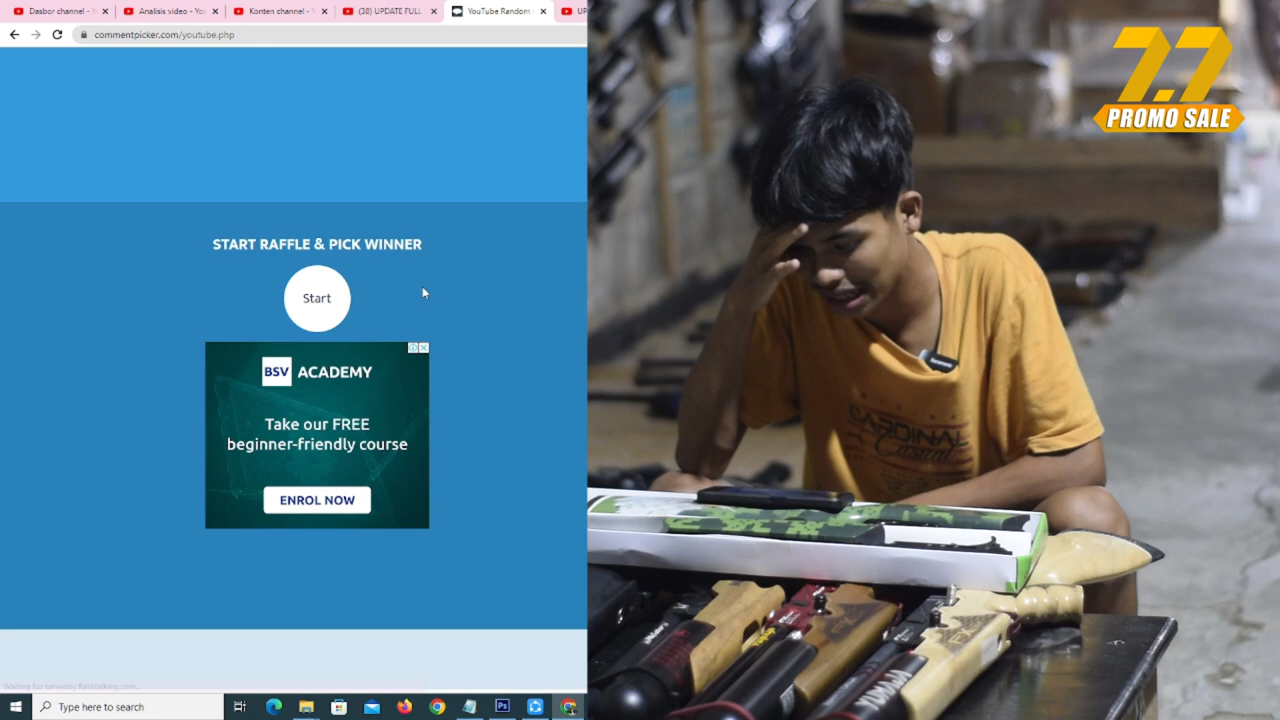 Dasbor channel - Y
Analisis video - You
Konten channel - Y
(38) UPDATE FULL
YouTube Random
UP
commentpicker.com/youtube.php
START RAFFLE & PICK WINNER
Start
BSV ACADEMY
Take our FREE
beginner-friendly course
ENROL NOW
Type here to search
7.7
PROMO SALE
CARDINAL
Casual